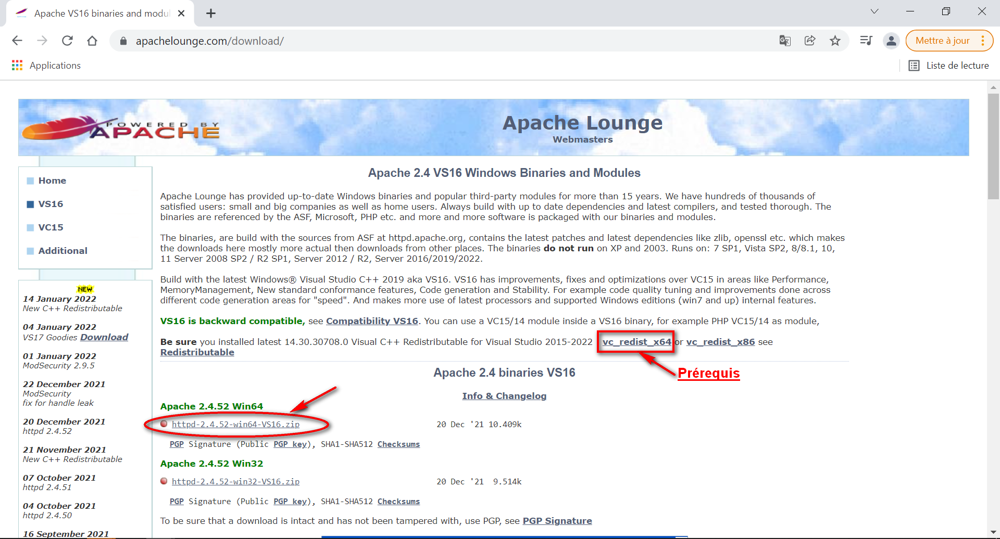 Apache VS16 binaries and modul
apachelounge.com/download/
Mettre à jour
Applications
Liste de lecture
POWERED BY
APACHE
Apache Lounge
Webmasters
Home
VS16
VC15
Additional
NEW
14 January 2022
New C++ Redistributable
04 January 2022
VS17 Goodies Download
01 January 2022
ModSecurity 2.9.5
22 December 2021
ModSecurity
fix for handle leak
20 December 2021
httpd 2.4.52
21 November 2021
New C++ Redistributable
07 October 2021
httpd 2.4.51
04 October 2021
httpd 2.4.50
16 September 2021
Apache 2.4 VS16 Windows Binaries and Modules
Apache Lounge has provided up-to-date Windows binaries and popular third-party modules for more than 15 years. We have hundreds of thousands of
satisfied users: small and big companies as well as home users. Always build with up to date dependencies and latest compilers, and tested thorough. The
binaries are referenced by the ASF, Microsoft, PHP etc. and more and more software is packaged with our binaries and modules.
The binaries, are build with the sources from ASF at httpd.apache.org, contains the latest patches and latest dependencies like zlib, openssl etc. which makes
the downloads here mostly more actual then downloads from other places. The binaries do not run on XP and 2003. Runs on: 7 SP1, Vista SP2, 8/8.1, 10,
11 Server 2008 SP2 / R2 SP1, Server 2012 / R2, Server 2016/2019/2022.
Build with the latest Windows® Visual Studio C++ 2019 aka VS16. VS16 has improvements, fixes and optimizations over VC15 in areas like Performance,
MemoryManagement, New standard conformance features, Code generation and Stability. For example code quality tuning and improvements done across
different code generation areas for "speed". And makes more use of latest processors and supported Windows editions (win7 and up) internal features.
VS16 is backward compatible, see Compatibility VS16. You can use a VC15/14 module inside a VS16 binary, for example PHP VC15/14 as module,
Be sure you installed latest 14.30.30708.0 Visual C++ Redistributable for Visual Studio 2015-2022 vc_redist_x64 or vc_redist_x86 see
Redistributable
Prérequis
Apache 2.4 binaries VS16
Info & Changelog
Apache 2.4.52 Win64
httpd-2.4.52-win64-VS16.zip 20 Dec '21 10.409k
PGP Signature (Public PGP key), SHA1-SHA512 Checksums
Apache 2.4.52 Win32
httpd-2.4.52-win32-VS16.zip 20 Dec '21 9.514k
PGP Signature (Public PGP key), SHA1-SHA512 Checksums
To be sure that a download is intact and has not been tampered with, use PGP, see PGP Signature